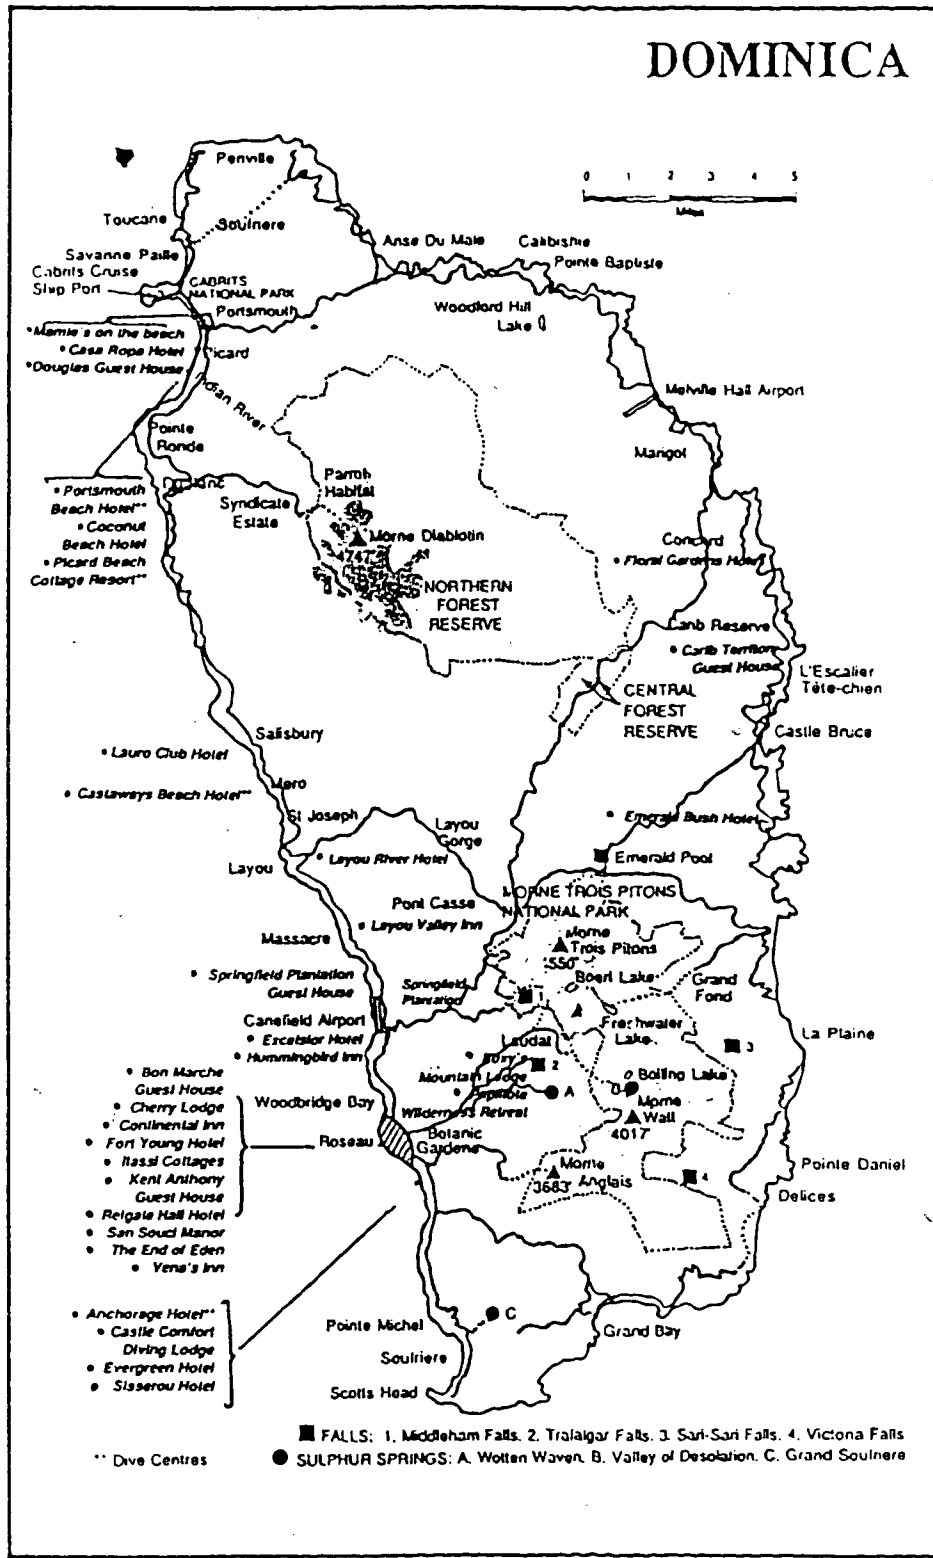 DOMINICA
0 1 2 3 4 5
Miles
Penville
Toucane
Soulnere
Savanne Paille
Cabrits Cruise
Ship Port
CABRITS
NATIONAL PARK
Portsmouth
Anse Du Male
Calibishie
Pointe Baptiste
Woodford Hill
Lake
• Mamie's on the beach
• Casa Ropa Hotel
• Douglas Guest House
Picard
Indian River
Melville Hall Airport
Pointe
Ronde
Marigot
• Portsmouth
Beach Hotel**
• Coconut
Beach Hotel
• Picard Beach
Cottage Resort**
Syndicate
Estate
Parrot
Habitat
Morne Diablotin
4747'
NORTHERN
FOREST
RESERVE
Concord
• Floral Gardens Hotel
Carib Reserve
• Carib Territory
Guest House
L'Escalier
Tête-chien
CENTRAL
FOREST
RESERVE
Castle Bruce
Salisbury
• Lauro Club Hotel
Mero
• Castaways Beach Hotel**
St Joseph
Layou
Gorge
• Emerald Bush Hotel
Layou
• Layou River Hotel
Emerald Pool
Pont Casse
• Layou Valley Inn
MORNE TROIS PITONS
NATIONAL PARK
Massacre
Morne
Trois Pitons
Boeri Lake
Grand
Fond
• Springfield Plantation
Guest House
Springfield
Plantation
1
Canefield Airport
Freshwater
Lake
La Plaine
• Excelsior Hotel
• Hummingbird Inn
Laudat
3
Mountain Lodge
2
Wilderness Retreat
A
Boiling Lake
B
Morne
Wall
4017'
• Bon Marche
Guest House
• Cherry Lodge
• Continental Inn
• Fort Young Hotel
• Itassi Cottages
• Kent Anthony
Guest House
• Reigate Hall Hotel
• San Souci Manor
• The End of Eden
• Vena's Inn
Woodbridge Bay
Roseau
Botanic
Gardens
Morne
Anglais
3683'
4
Pointe Daniel
Delices
• Anchorage Hotel**
• Castle Comfort
Diving Lodge
• Evergreen Hotel
• Sisserou Hotel
Pointe Michel
C
Grand Bay
Soulriere
Scotts Head
FALLS: 1, Middleham Falls, 2, Trafalgar Falls, 3, Sari-Sari Falls, 4, Victoria Falls
** Dive Centres
SULPHUR SPRINGS: A, Wotten Waven, B, Valley of Desolation, C, Grand Soulnere